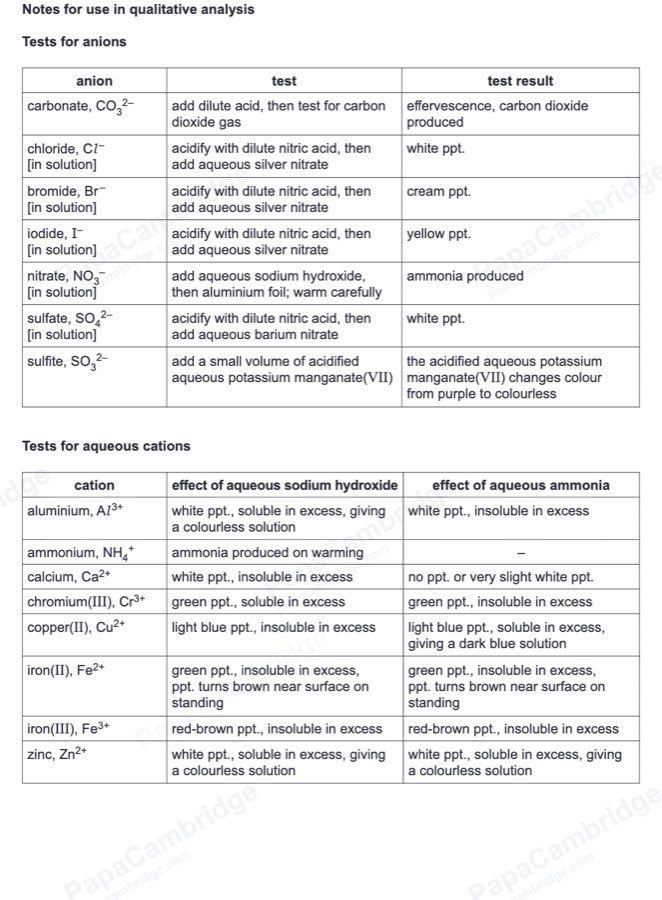 Notes for use in qualitative analysis
Tests for anions
anion test test result
carbonate, CO₃²⁻ add dilute acid, then test for carbon effervescence, carbon dioxide
dioxide gas produced
chloride, Cl⁻ acidify with dilute nitric acid, then white ppt.
[in solution] add aqueous silver nitrate
bromide, Br⁻ acidify with dilute nitric acid, then cream ppt.
[in solution] add aqueous silver nitrate
iodide, I⁻ acidify with dilute nitric acid, then yellow ppt.
[in solution] add aqueous silver nitrate
nitrate, NO₃⁻ add aqueous sodium hydroxide, ammonia produced
[in solution] then aluminium foil; warm carefully
sulfate, SO₄²⁻ acidify with dilute nitric acid, then white ppt.
[in solution] add aqueous barium nitrate
sulfite, SO₃²⁻ add a small volume of acidified the acidified aqueous potassium
aqueous potassium manganate(VII) manganate(VII) changes colour
from purple to colourless
Tests for aqueous cations
cation effect of aqueous sodium hydroxide effect of aqueous ammonia
aluminium, Al³⁺ white ppt., soluble in excess, giving white ppt., insoluble in excess
a colourless solution
ammonium, NH₄⁺ ammonia produced on warming –
calcium, Ca²⁺ white ppt., insoluble in excess no ppt. or very slight white ppt.
chromium(III), Cr³⁺ green ppt., soluble in excess green ppt., insoluble in excess
copper(II), Cu²⁺ light blue ppt., insoluble in excess light blue ppt., soluble in excess,
giving a dark blue solution
iron(II), Fe²⁺ green ppt., insoluble in excess, green ppt., insoluble in excess,
ppt. turns brown near surface on ppt. turns brown near surface on
standing standing
iron(III), Fe³⁺ red-brown ppt., insoluble in excess red-brown ppt., insoluble in excess
zinc, Zn²⁺ white ppt., soluble in excess, giving white ppt., soluble in excess, giving
a colourless solution a colourless solution
PapaCambridge
PapaCambridge